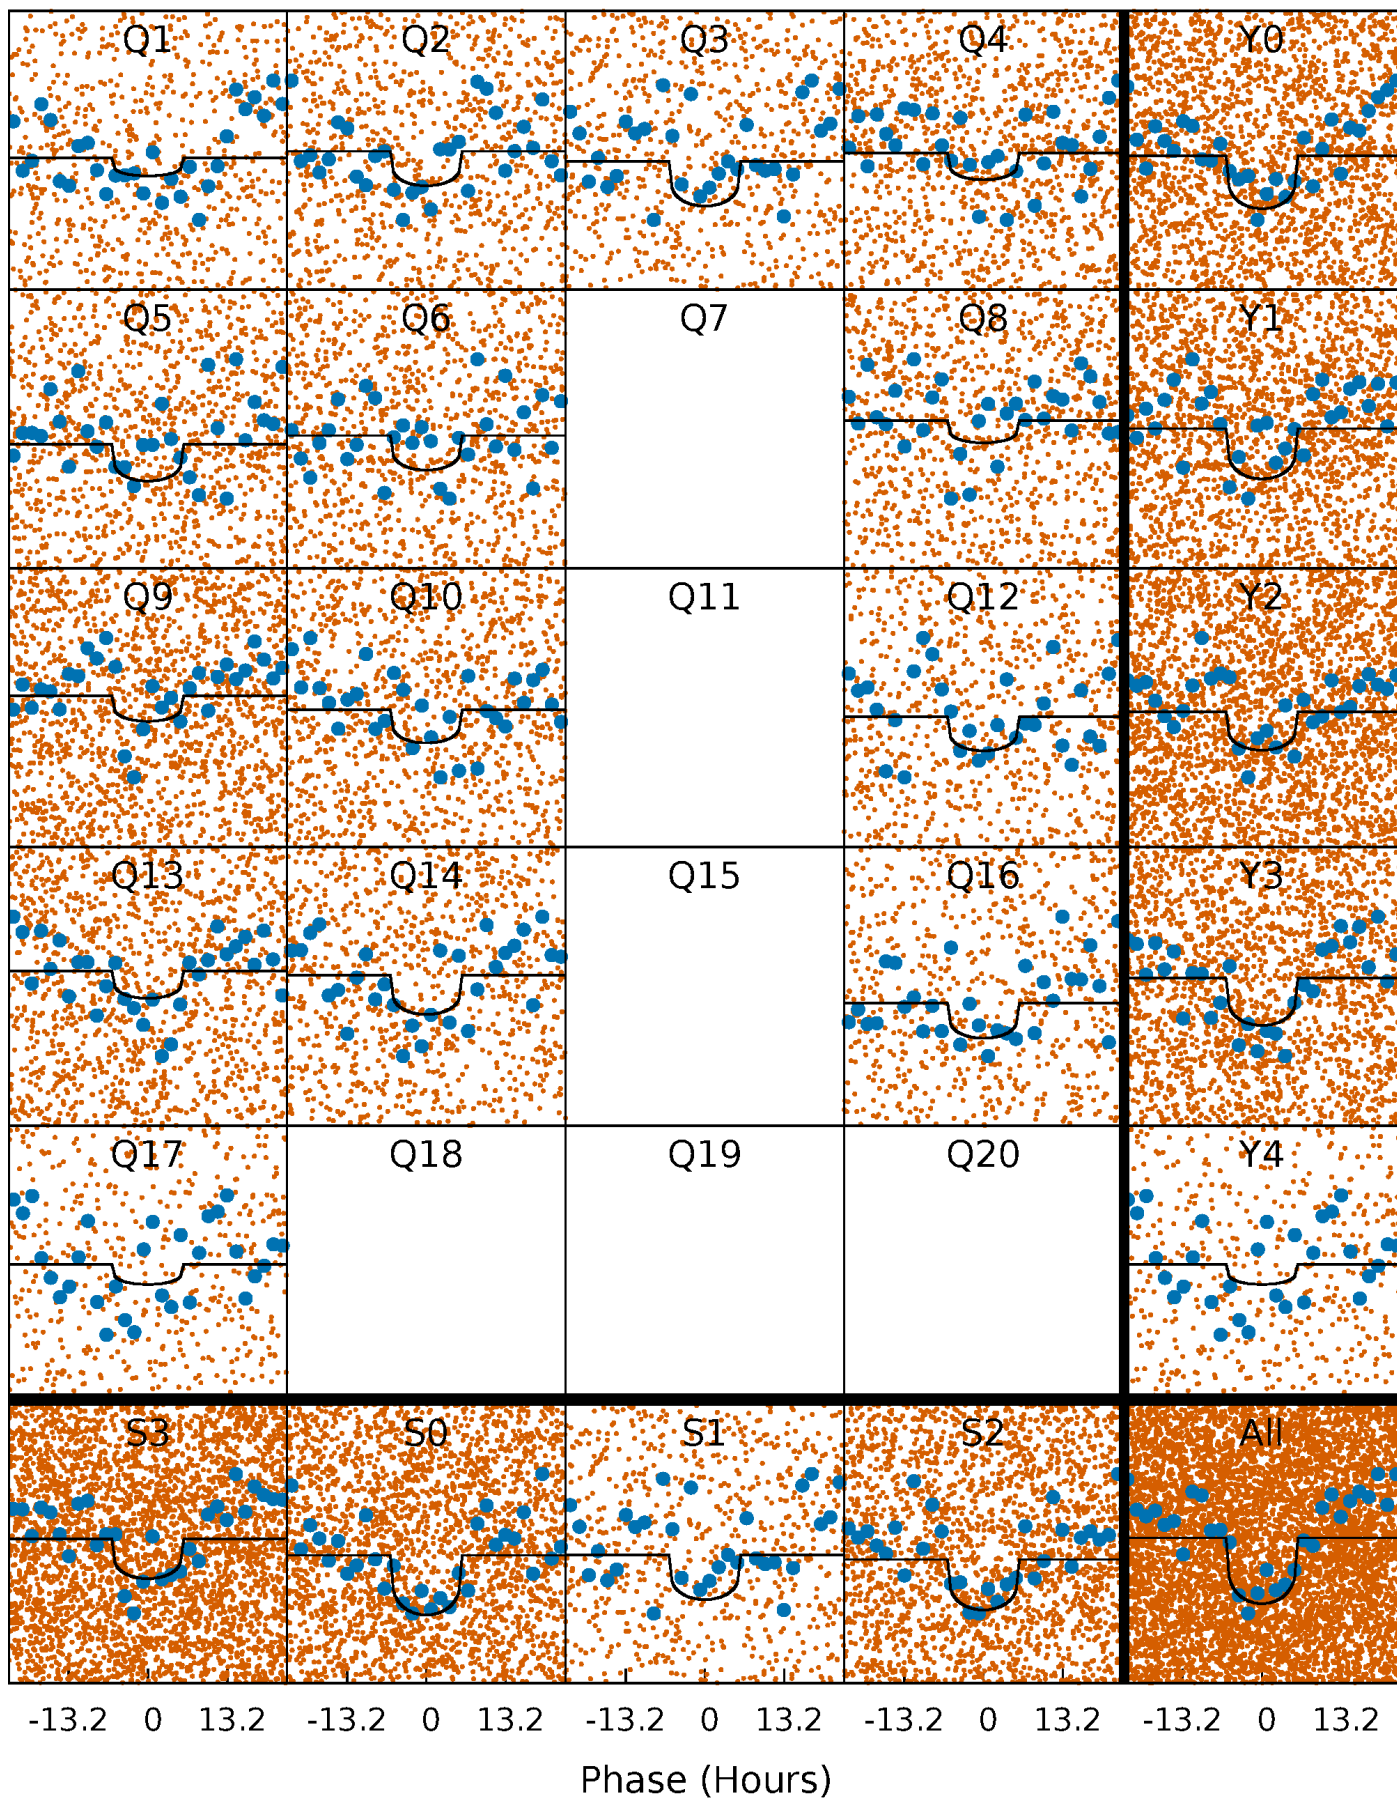 Q1 Q2 Q3 Q4 Y0
Q5 Q6 Q7 Q8 Y1
Q9 Q10 Q11 Q12 Y2
Q13 Q14 Q15 Q16 Y3
Q17 Q18 Q19 Q20 Y4
S3 S0 S1 S2 All
-13.2 0 13.2 -13.2 0 13.2 -13.2 0 13.2 -13.2 0 13.2 -13.2 0 13.2
Phase (Hours)